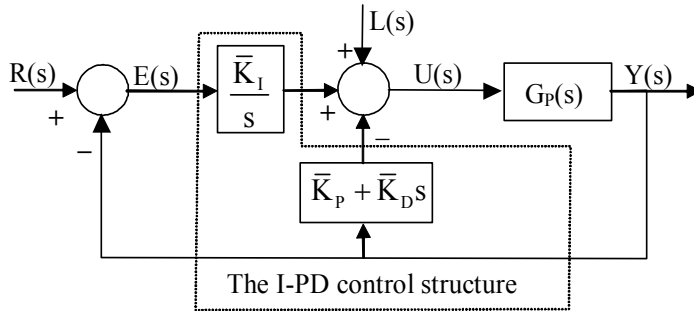 L(s)
R(s)
E(s)
K̄_I
s
U(s)
G_P(s)
Y(s)
+
+
+
−
−
K̄_P + K̄_D s
The I-PD control structure